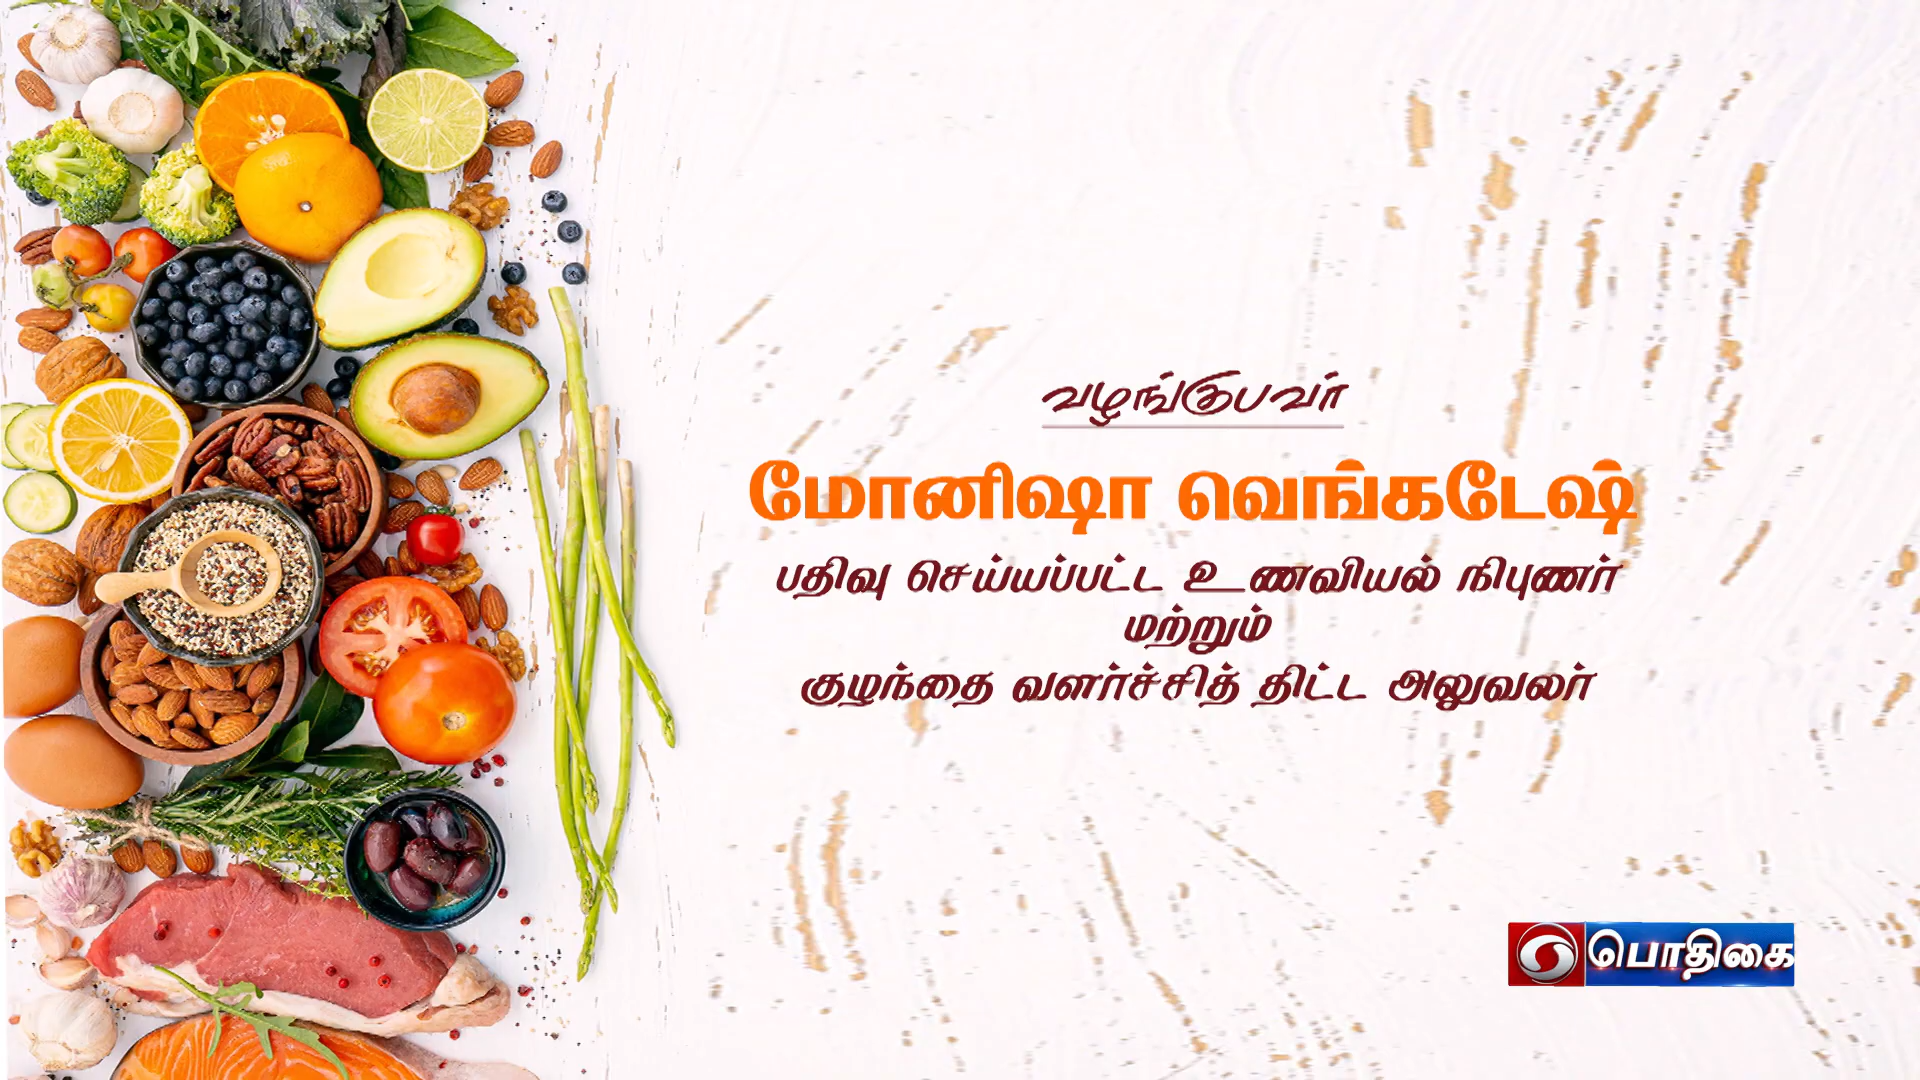 வழங்குபவர்
மோனிஷா வெங்கடேஷ்
பதிவு செய்யப்பட்ட உணவியல் நிபுணர்
மற்றும்
குழந்தை வளர்ச்சித் திட்ட அலுவலர்
பொதிகை